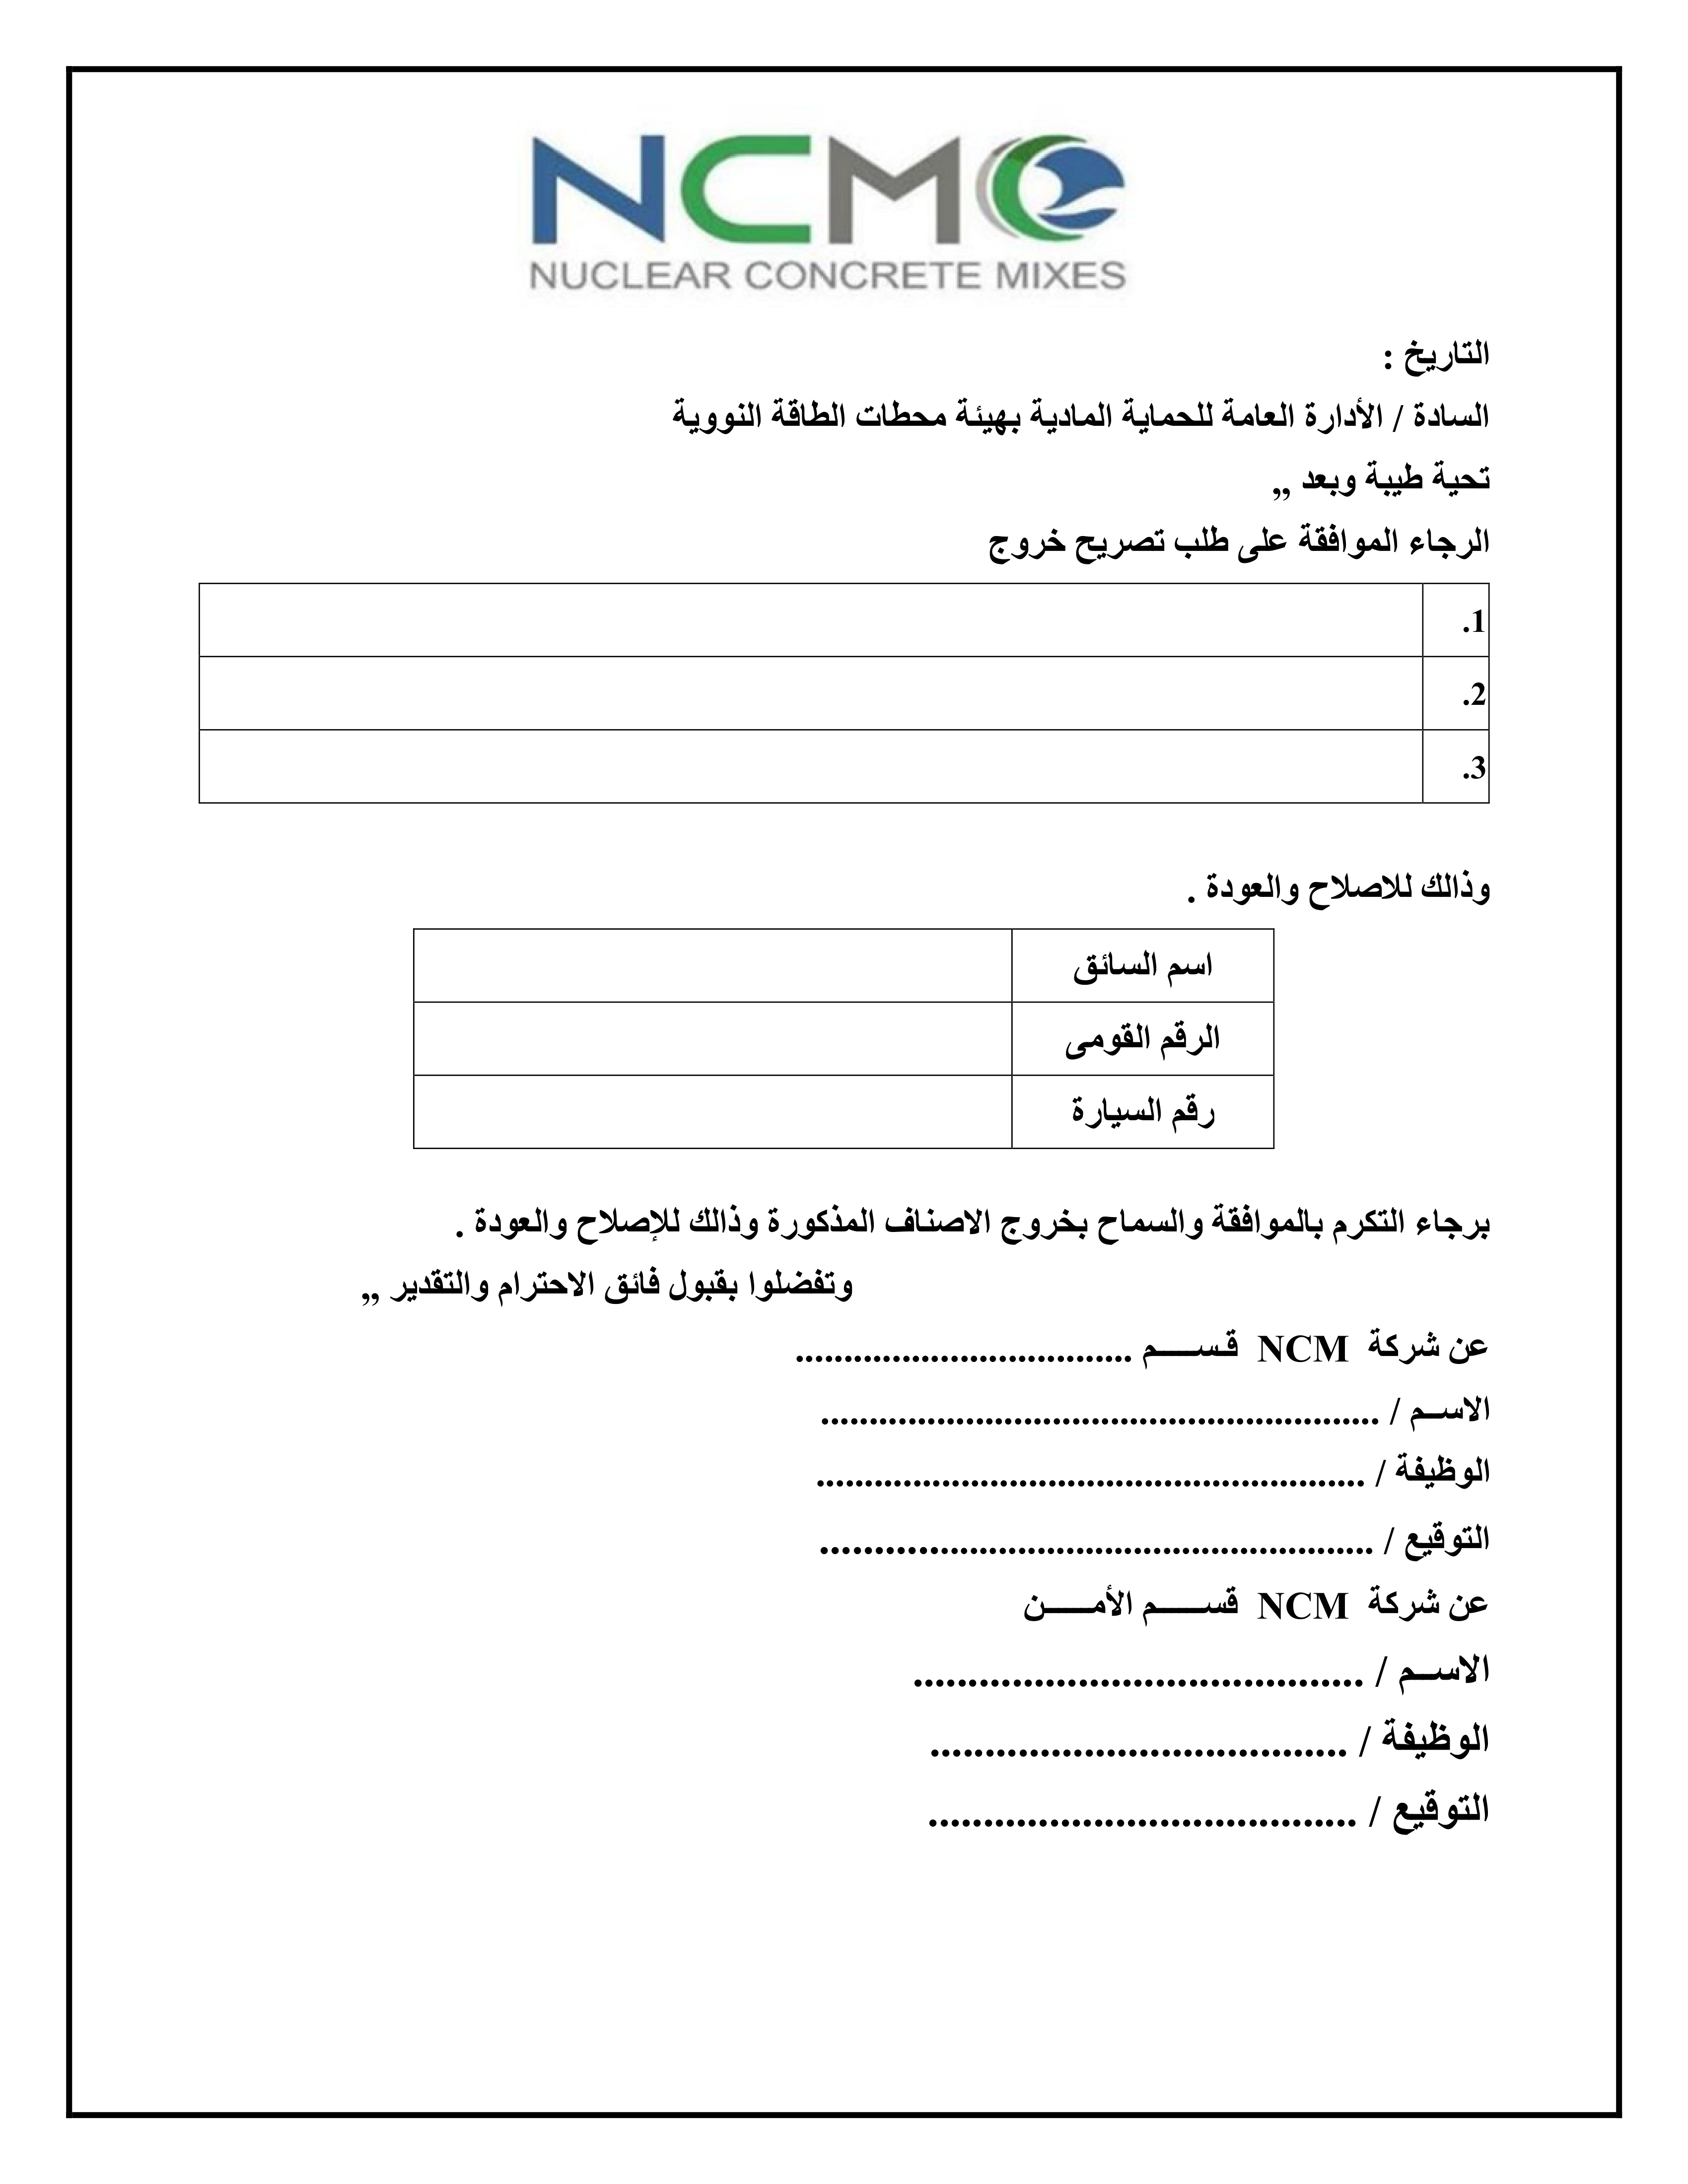 NCM
NUCLEAR CONCRETE MIXES
التاريخ :
السادة / الأدارة العامة للحماية المادية بهيئة محطات الطاقة النووية
تحية طيبة وبعد ,,
الرجاء الموافقة على طلب تصريح خروج
1.
2.
3.
وذالك للاصلاح والعودة .
اسم السائق
الرقم القومى
رقم السيارة
برجاء التكرم بالموافقة والسماح بخروج الاصناف المذكورة وذالك للإصلاح والعودة .
وتفضلوا بقبول فائق الاحترام والتقدير ,,
عن شركة NCM قـســــم ...................................
الاســم / ..........................................................
الوظيفة / .........................................................
التوقيع / .........................................................
عن شركة NCM قســــــم الأمــــــن
الاســم / .........................................
الوظيفة / ......................................
التوقيع / .......................................